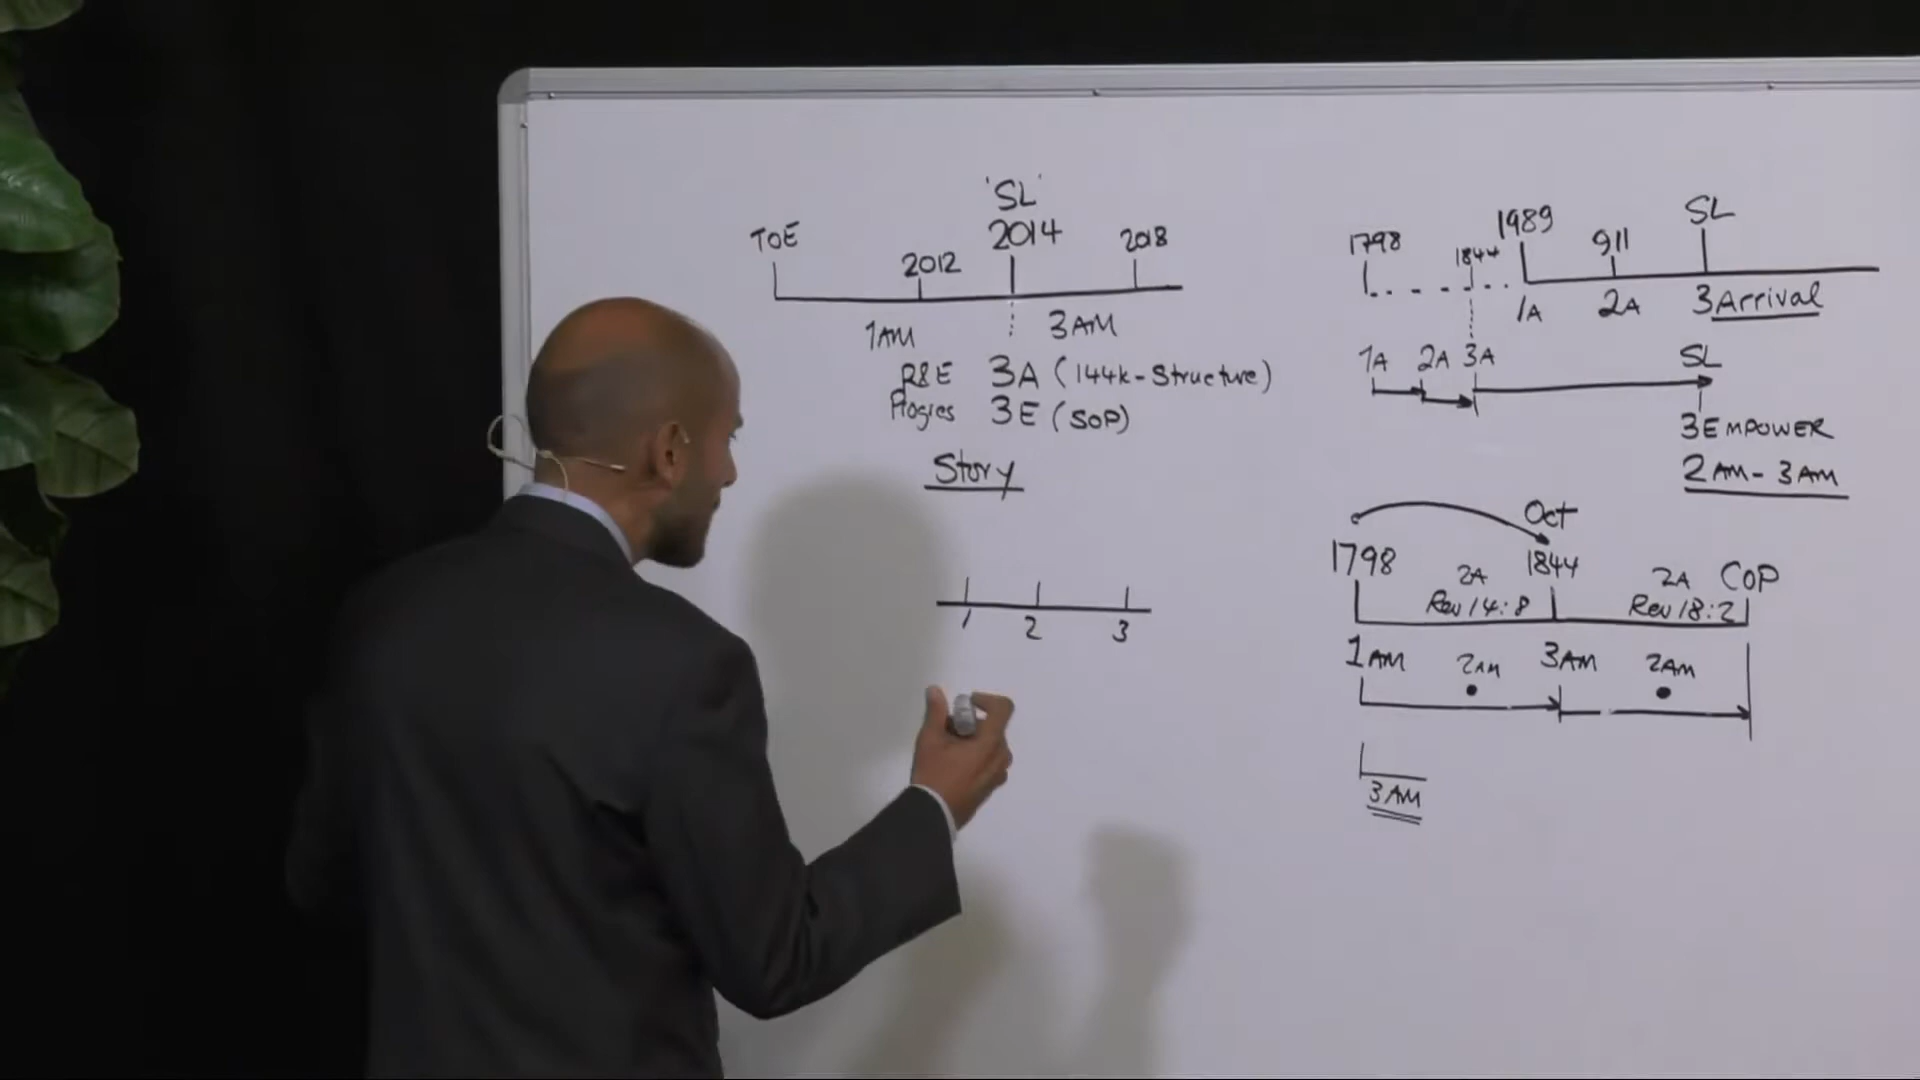 'SL'
TOE 2012 2014 2018
1AM 3AM
R&E 3A (144k-Structure)
Progres 3E (SOP)
Story
1 2 3
1798 1844 1989 911 SL
1A 2A 3Arrival
1A 2A 3A SL
3EMPOWER
2AM-3AM
Oct
1798 2A 1844 2A COP
Rev 14:8 Rev 18:2
1AM 2AM 3AM 2AM
3AM